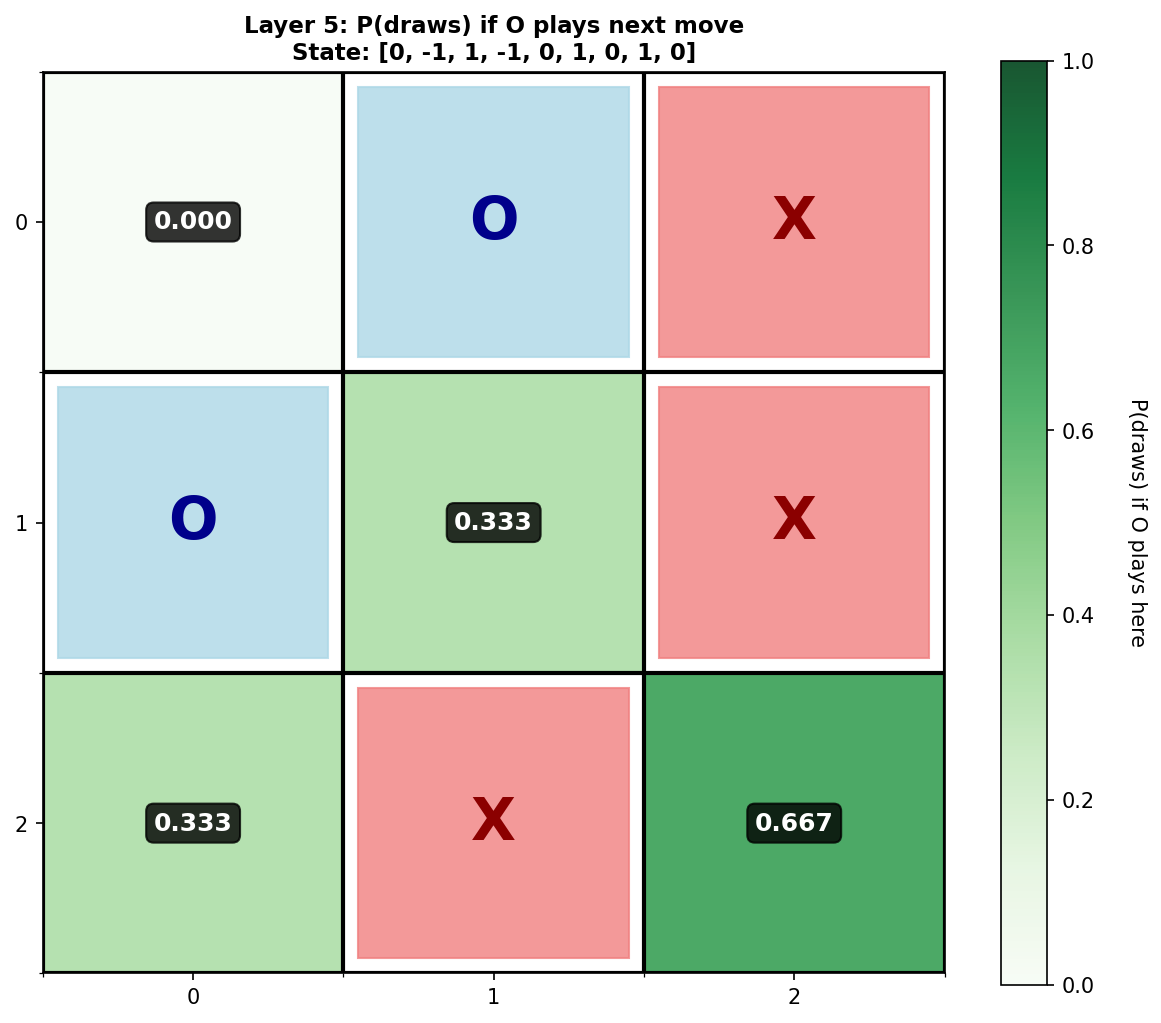 Layer 5: P(draws) if O plays next move
State: [0, -1, 1, -1, 0, 1, 0, 1, 0]
1.0
0
0.000
O
X
0.8
0.6
1
O
0.333
X
P(draws) if O plays here
0.4
2
0.333
X
0.667
0.2
0.0
0
1
2